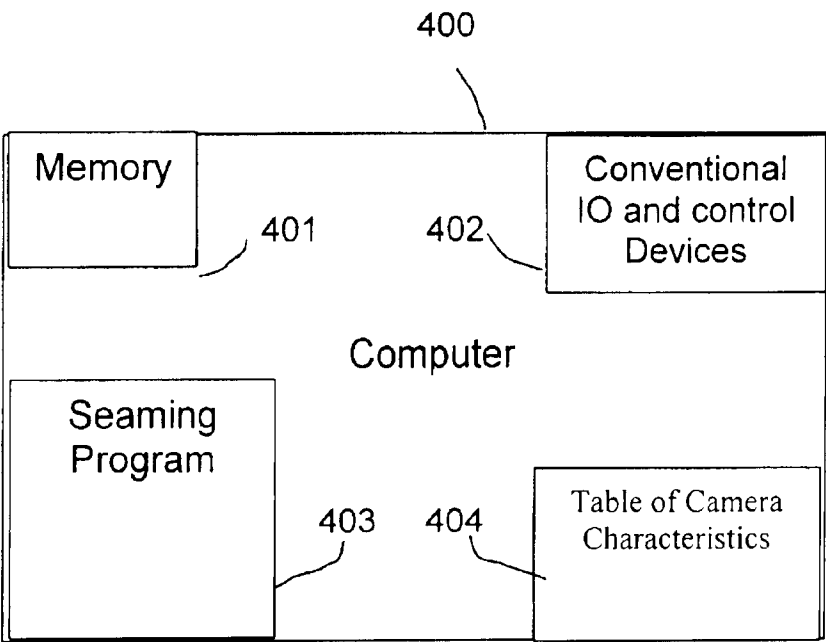 400
Memory
Conventional
IO and control
Devices
401
402
Computer
Seaming
Program
403
404
Table of Camera
Characteristics